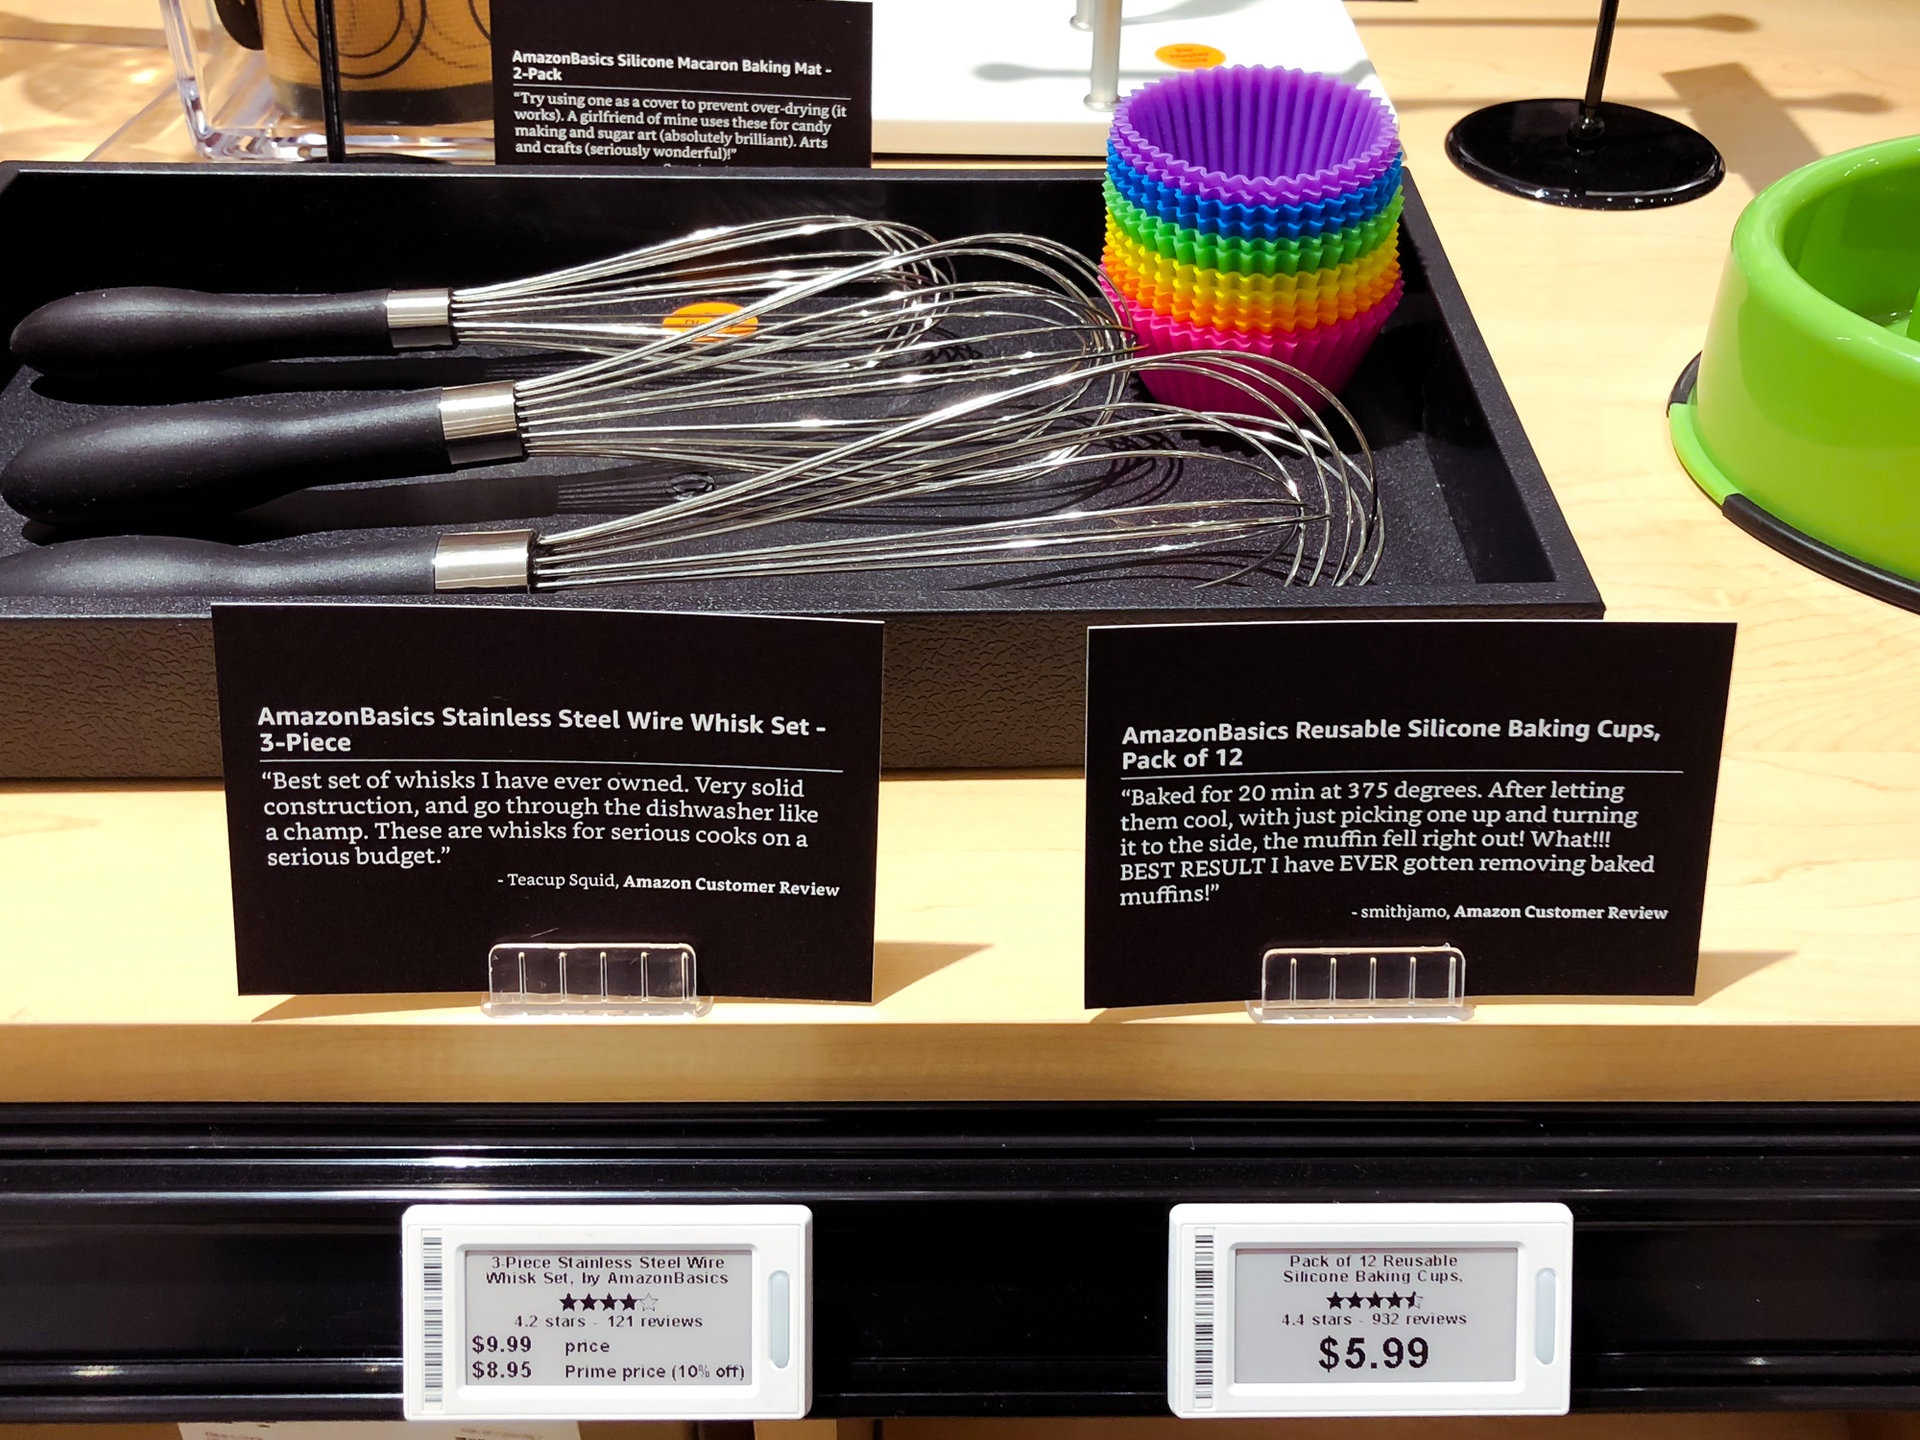 AmazonBasics Silicone Macaron Baking Mat -
2-Pack
“Try using one as a cover to prevent over-drying (it
works). A girlfriend of mine uses these for candy
making and sugar art (absolutely brilliant). Arts
and crafts (seriously wonderful)!”
AmazonBasics Stainless Steel Wire Whisk Set -
3-Piece
“Best set of whisks I have ever owned. Very solid
construction, and go through the dishwasher like
a champ. These are whisks for serious cooks on a
serious budget.”
- Teacup Squid, Amazon Customer Review
AmazonBasics Reusable Silicone Baking Cups,
Pack of 12
“Baked for 20 min at 375 degrees. After letting
them cool, with just picking one up and turning
it to the side, the muffin fell right out! What!!!
BEST RESULT I have EVER gotten removing baked
muffins!”
- smithjamo, Amazon Customer Review
3-Piece Stainless Steel Wire
Whisk Set, by AmazonBasics
4.2 stars - 121 reviews
$9.99 price
$8.95 Prime price (10% off)
Pack of 12 Reusable
Silicone Baking Cups,
4.4 stars - 932 reviews
$5.99